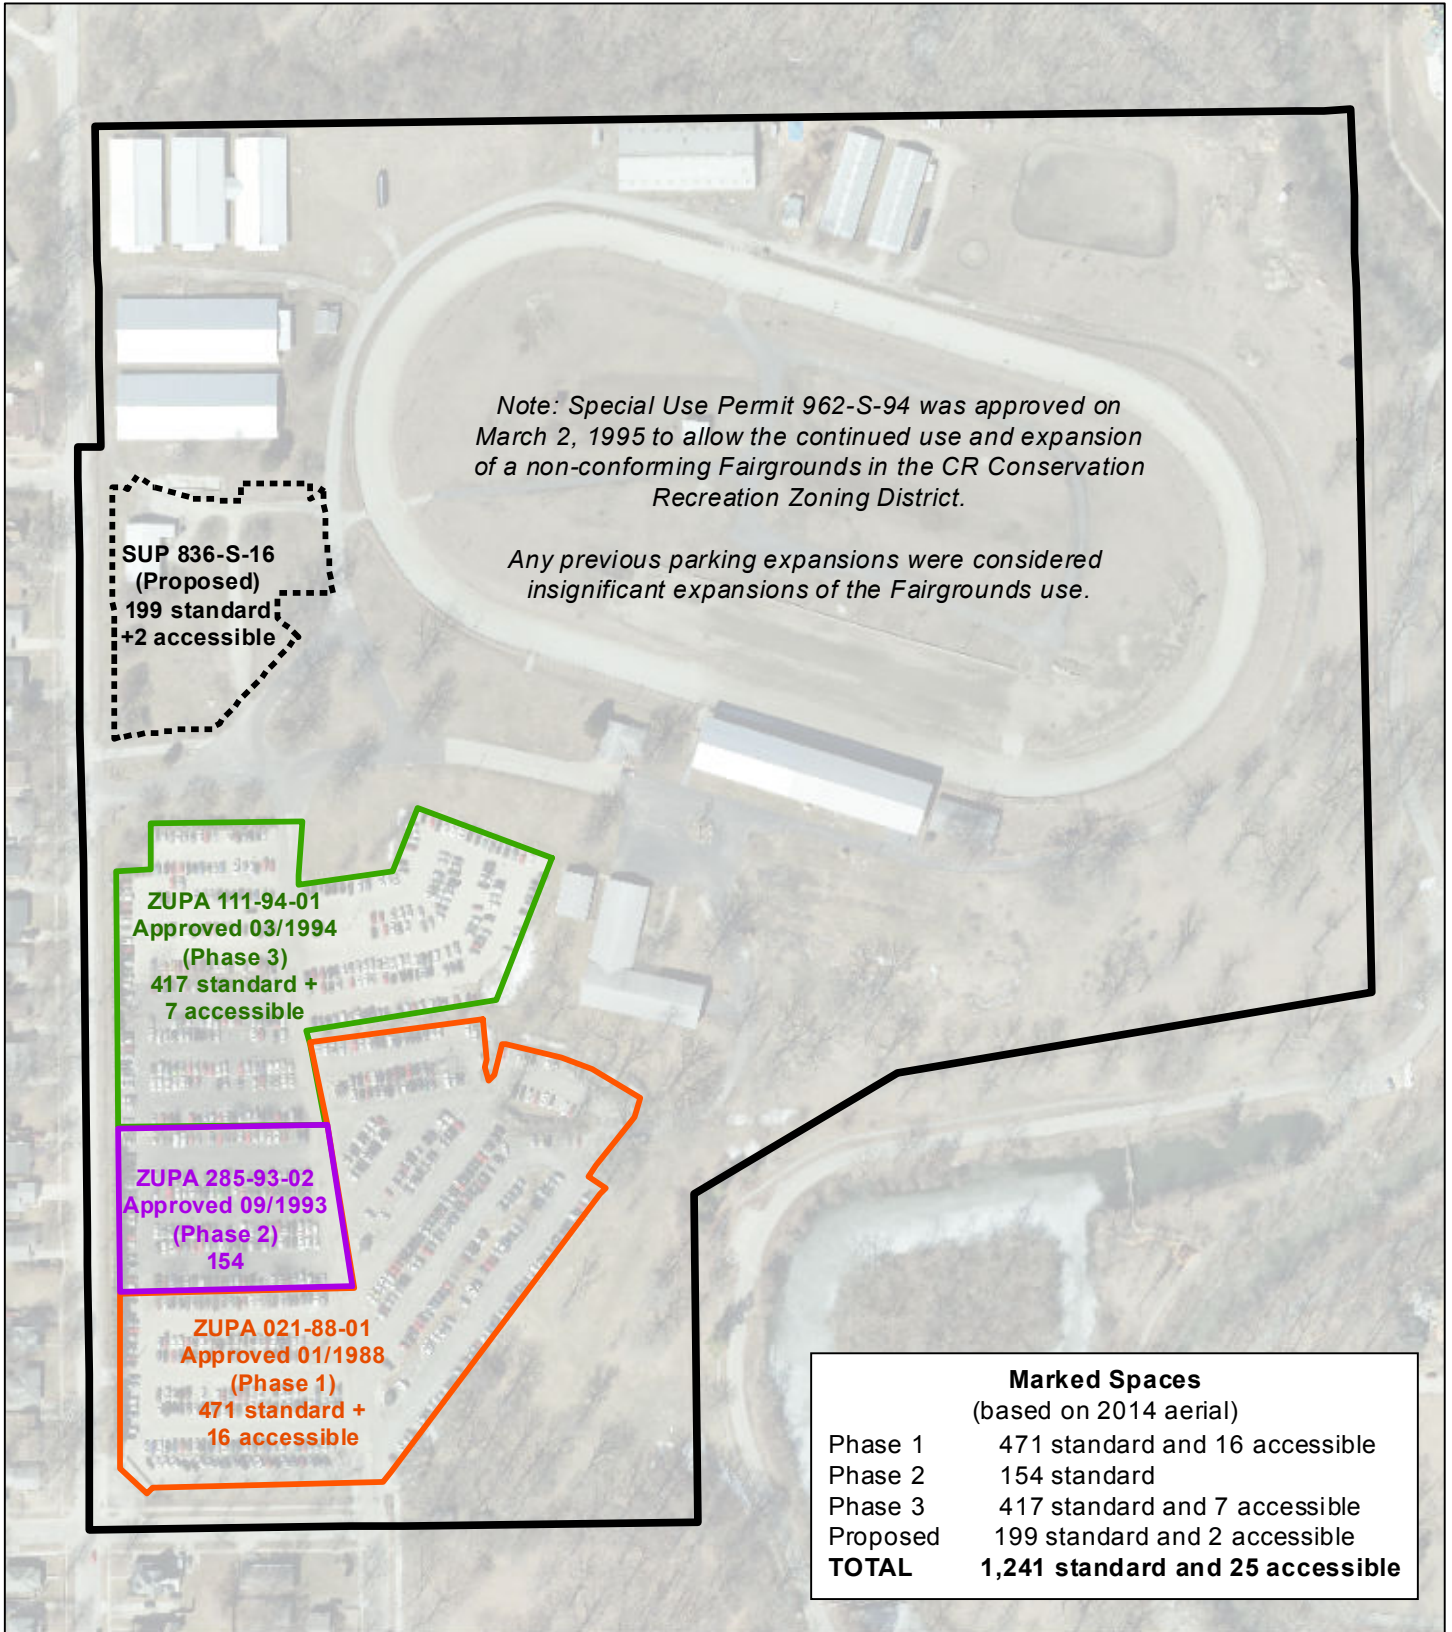 Note: Special Use Permit 962-S-94 was approved on
March 2, 1995 to allow the continued use and expansion
of a non-conforming Fairgrounds in the CR Conservation
Recreation Zoning District.
Any previous parking expansions were considered
insignificant expansions of the Fairgrounds use.
SUP 836-S-16
(Proposed)
199 standard
+2 accessible
ZUPA 111-94-01
Approved 03/1994
(Phase 3)
417 standard +
7 accessible
ZUPA 285-93-02
Approved 09/1993
(Phase 2)
154
ZUPA 021-88-01
Approved 01/1988
(Phase 1)
471 standard +
16 accessible
Marked Spaces
(based on 2014 aerial)
Phase 1 471 standard and 16 accessible
Phase 2 154 standard
Phase 3 417 standard and 7 accessible
Proposed 199 standard and 2 accessible
TOTAL 1,241 standard and 25 accessible